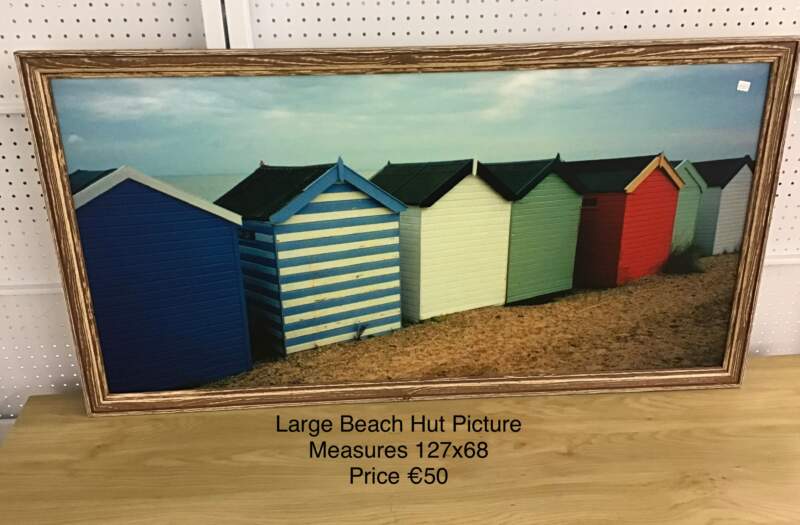 Large Beach Hut Picture
Measures 127x68
Price €50